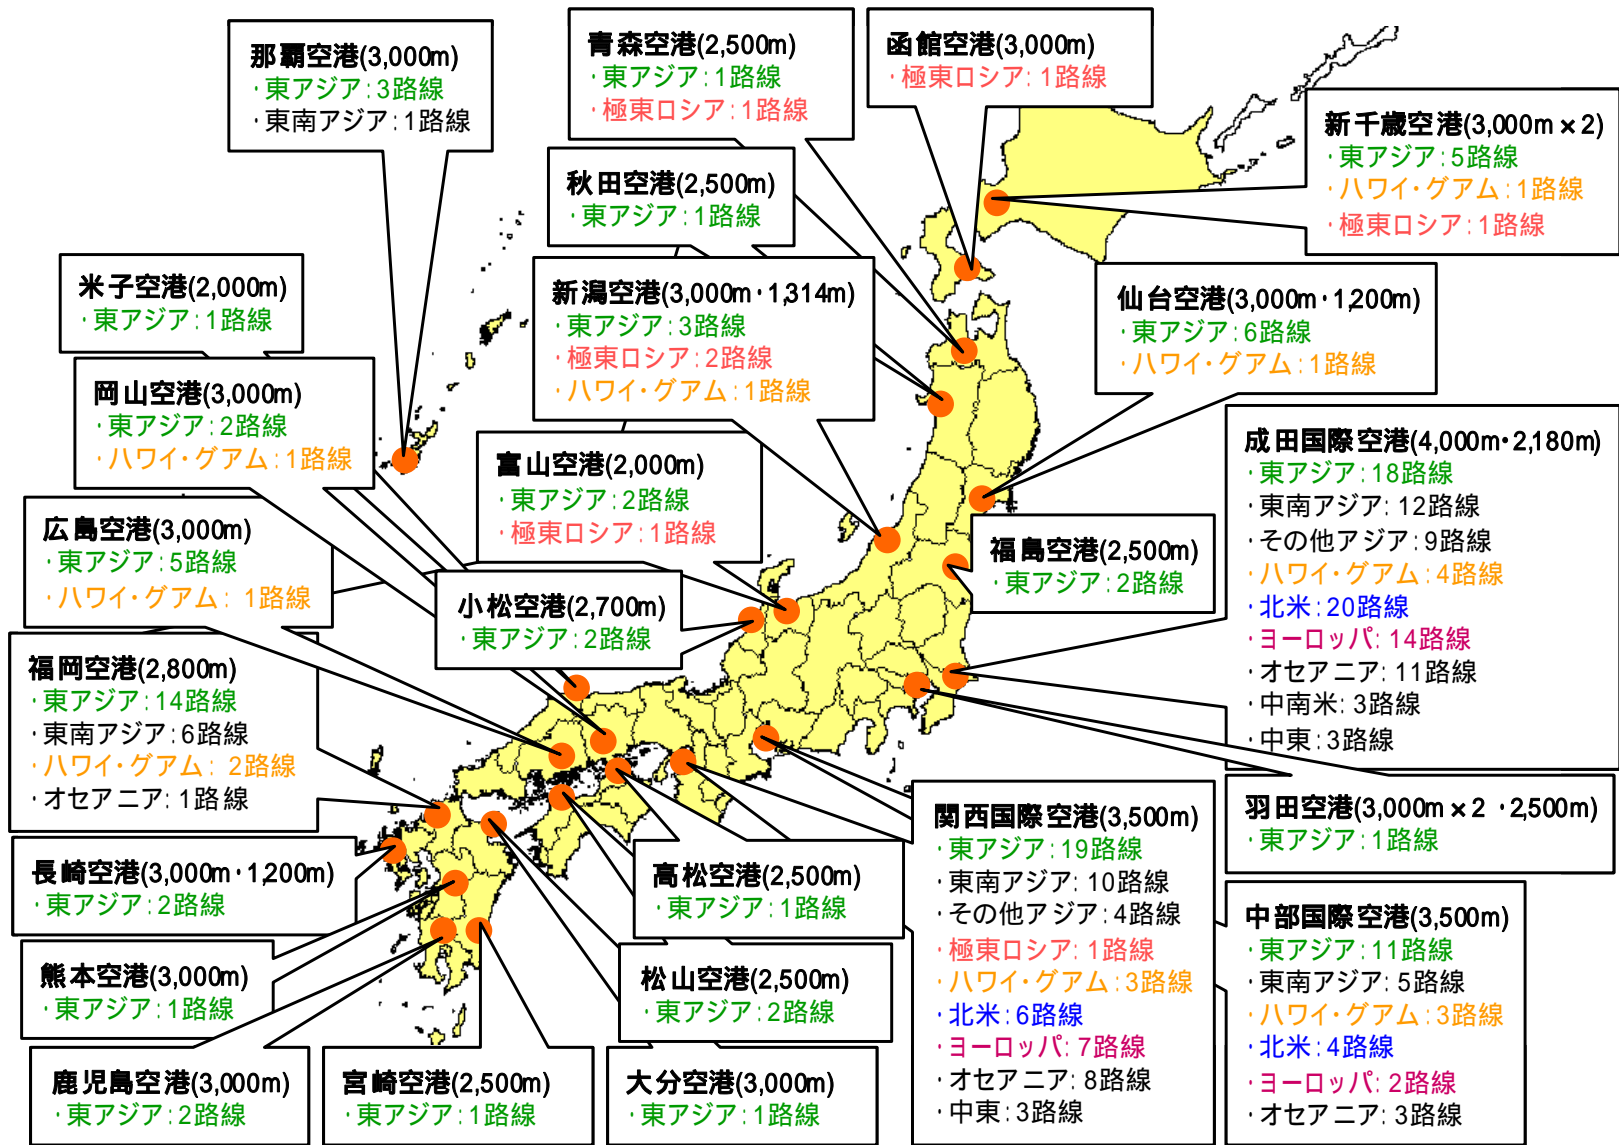 那覇空港(3,000m)
・東アジア：3路線
・東南アジア：1路線
青森空港(2,500m)
・東アジア：1路線
・極東ロシア：1路線
函館空港(3,000m)
・極東ロシア：1路線
新千歳空港(3,000m×2)
・東アジア：5路線
・ハワイ・グアム：1路線
・極東ロシア：1路線
秋田空港(2,500m)
・東アジア：1路線
米子空港(2,000m)
・東アジア：1路線
新潟空港(3,000m・1,314m)
・東アジア：3路線
・極東ロシア：2路線
・ハワイ・グアム：1路線
仙台空港(3,000m・1,200m)
・東アジア：6路線
・ハワイ・グアム：1路線
岡山空港(3,000m)
・東アジア：2路線
・ハワイ・グアム：1路線
富山空港(2,000m)
・東アジア：2路線
・極東ロシア：1路線
成田国際空港(4,000m・2,180m)
・東アジア：18路線
・東南アジア：12路線
・その他アジア：9路線
・ハワイ・グアム：4路線
・北米：20路線
・ヨーロッパ：14路線
・オセアニア：11路線
・中南米：3路線
・中東：3路線
広島空港(3,000m)
・東アジア：5路線
・ハワイ・グアム：1路線
福島空港(2,500m)
・東アジア：2路線
小松空港(2,700m)
・東アジア：2路線
福岡空港(2,800m)
・東アジア：14路線
・東南アジア：6路線
・ハワイ・グアム：2路線
・オセアニア：1路線
羽田空港(3,000m×2・2,500m)
・東アジア：1路線
関西国際空港(3,500m)
・東アジア：19路線
・東南アジア：10路線
・その他アジア：4路線
・極東ロシア：1路線
・ハワイ・グアム：3路線
・北米：6路線
・ヨーロッパ：7路線
・オセアニア：8路線
・中東：3路線
長崎空港(3,000m・1,200m)
・東アジア：2路線
高松空港(2,500m)
・東アジア：1路線
中部国際空港(3,500m)
・東アジア：11路線
・東南アジア：5路線
・ハワイ・グアム：3路線
・北米：4路線
・ヨーロッパ：2路線
・オセアニア：3路線
熊本空港(3,000m)
・東アジア：1路線
松山空港(2,500m)
・東アジア：2路線
鹿児島空港(3,000m)
・東アジア：2路線
宮崎空港(2,500m)
・東アジア：1路線
大分空港(3,000m)
・東アジア：1路線